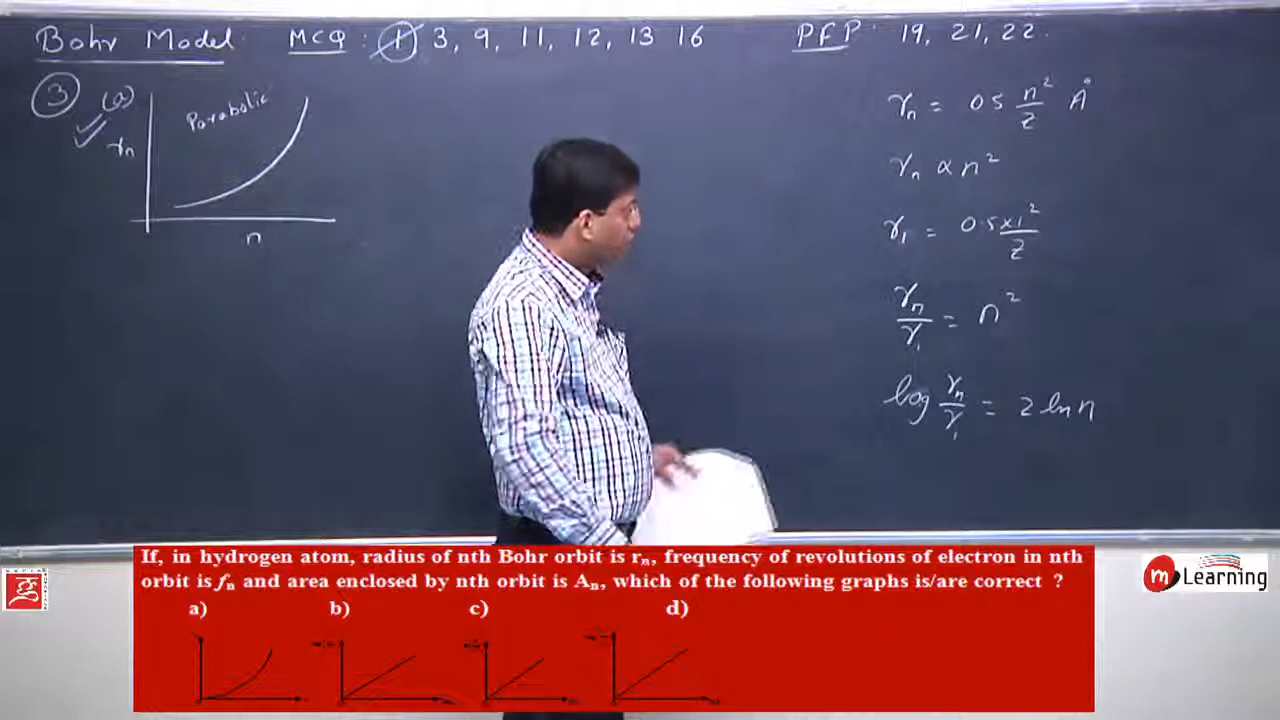 Bohr Model MCQ : 1, 3, 9, 11, 12, 13 16 PFP : 19, 21, 22.
3 (a) Parabolic
rn
n
rn = 0.5 n²/z Å
rn ∝ n²
r1 = 0.5×1²/z
rn/r1 = n²
log rn/r1 = 2 ln n
If, in hydrogen atom, radius of nth Bohr orbit is rn, frequency of revolutions of electron in nth
orbit is fn and area enclosed by nth orbit is An, which of the following graphs is/are correct ?
a) b) c) d)
m Learning